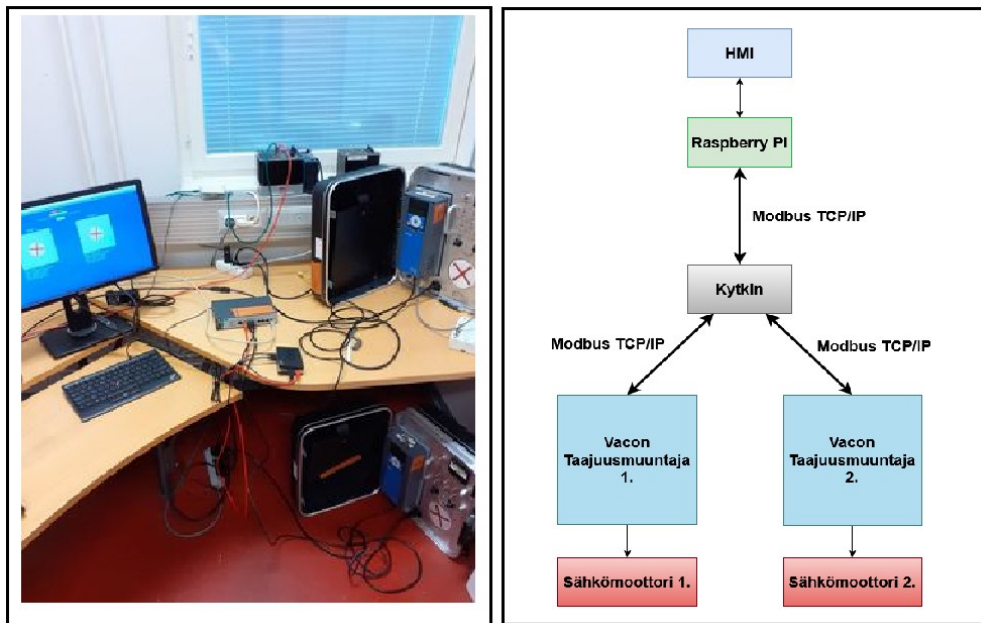 HMI
Raspberry PI
Modbus TCP/IP
Kytkin
Modbus TCP/IP
Modbus TCP/IP
Vacon
Taajuusmuuntaja
1.
Vacon
Taajuusmuuntaja
2.
Sähkömoottori 1.
Sähkömoottori 2.